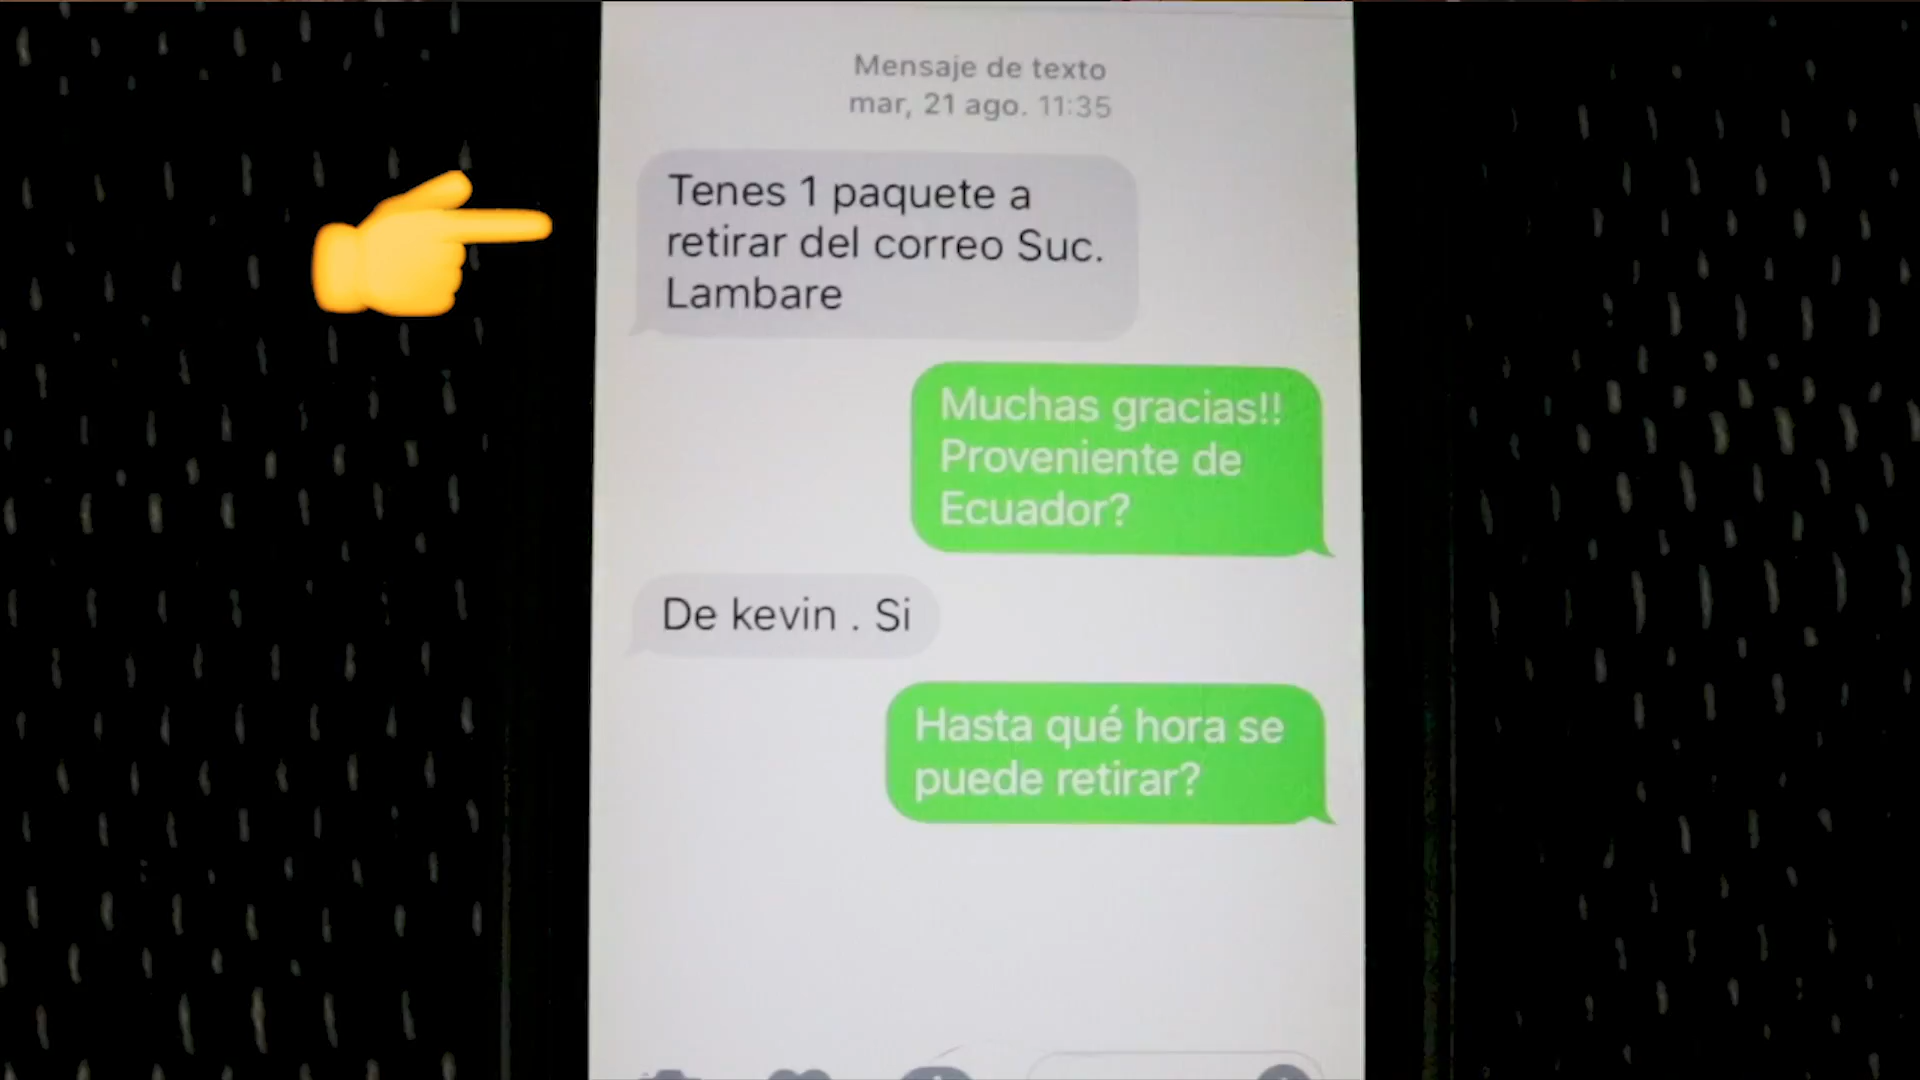 Mensaje de texto
mar, 21 ago. 11:35
Tenes 1 paquete a
retirar del correo Suc.
Lambare
Muchas gracias!!
Proveniente de
Ecuador?
De kevin . Si
Hasta qué hora se
puede retirar?